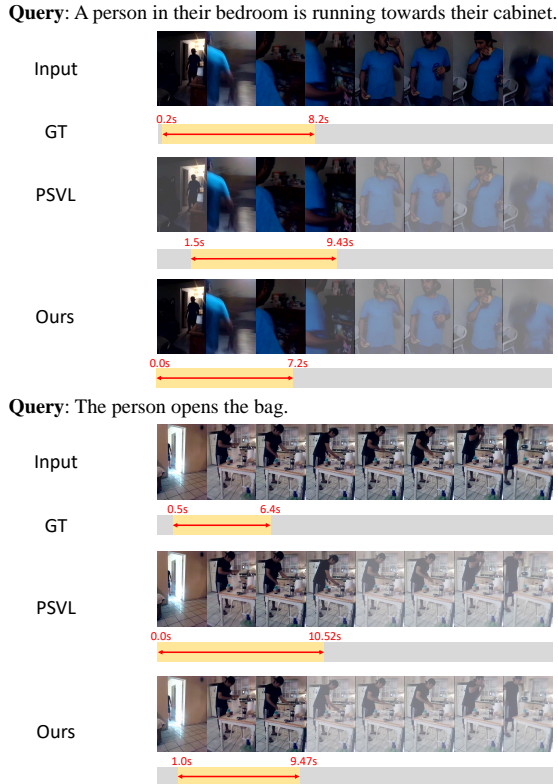 Query: A person in their bedroom is running towards their cabinet.
Input
GT
0.2s 8.2s
PSVL
1.5s 9.43s
Ours
0.0s 7.2s
Query: The person opens the bag.
Input
GT
0.5s 6.4s
PSVL
0.0s 10.52s
Ours
1.0s 9.47s